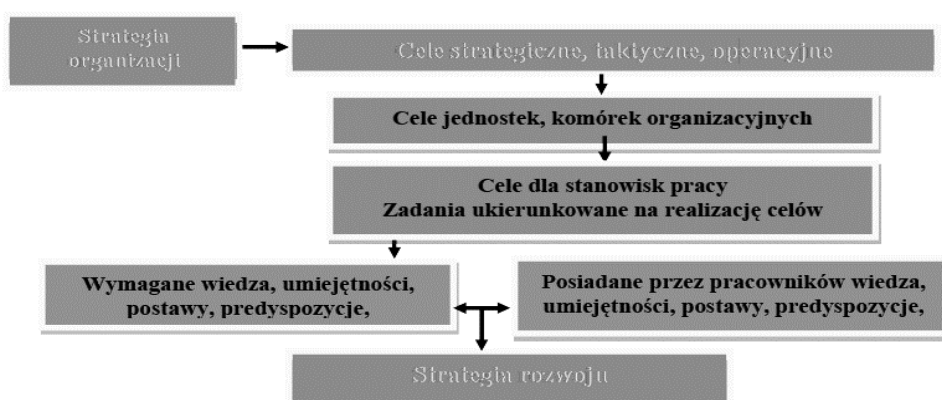 Strategia
organizacji
Cele strategiczne, taktyczne, operacyjne
Cele jednostek, komórek organizacyjnych
Cele dla stanowisk pracy
Zadania ukierunkowane na realizację celów
Wymagane wiedza, umiejętności,
postawy, predyspozycje,
Posiadane przez pracowników wiedza,
umiejętności, postawy, predyspozycje,
Strategia rozwoju